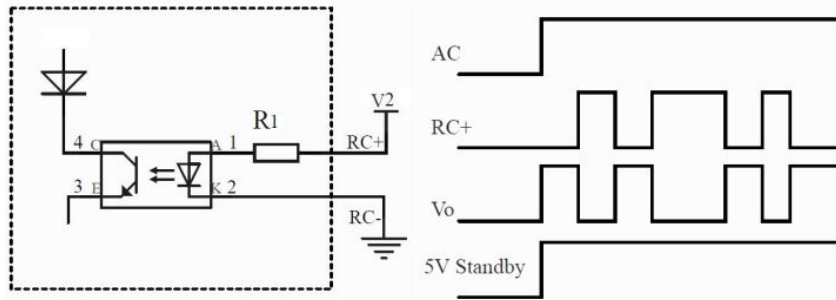 AC
R1
V2
RC+
4 C
A 1
RC+
3 E
K 2
RC-
Vo
5V Standby